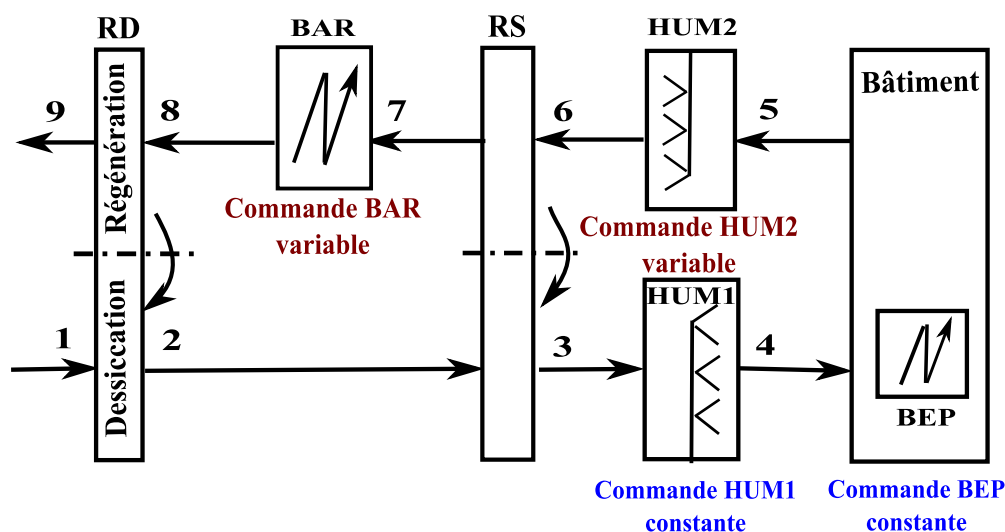 RD
BAR
RS
HUM2
Bâtiment
9
8
7
6
5
Régénération
Commande BAR
variable
Commande HUM2
variable
HUM1
Dessiccation
1
2
3
4
BEP
Commande HUM1
constante
Commande BEP
constante